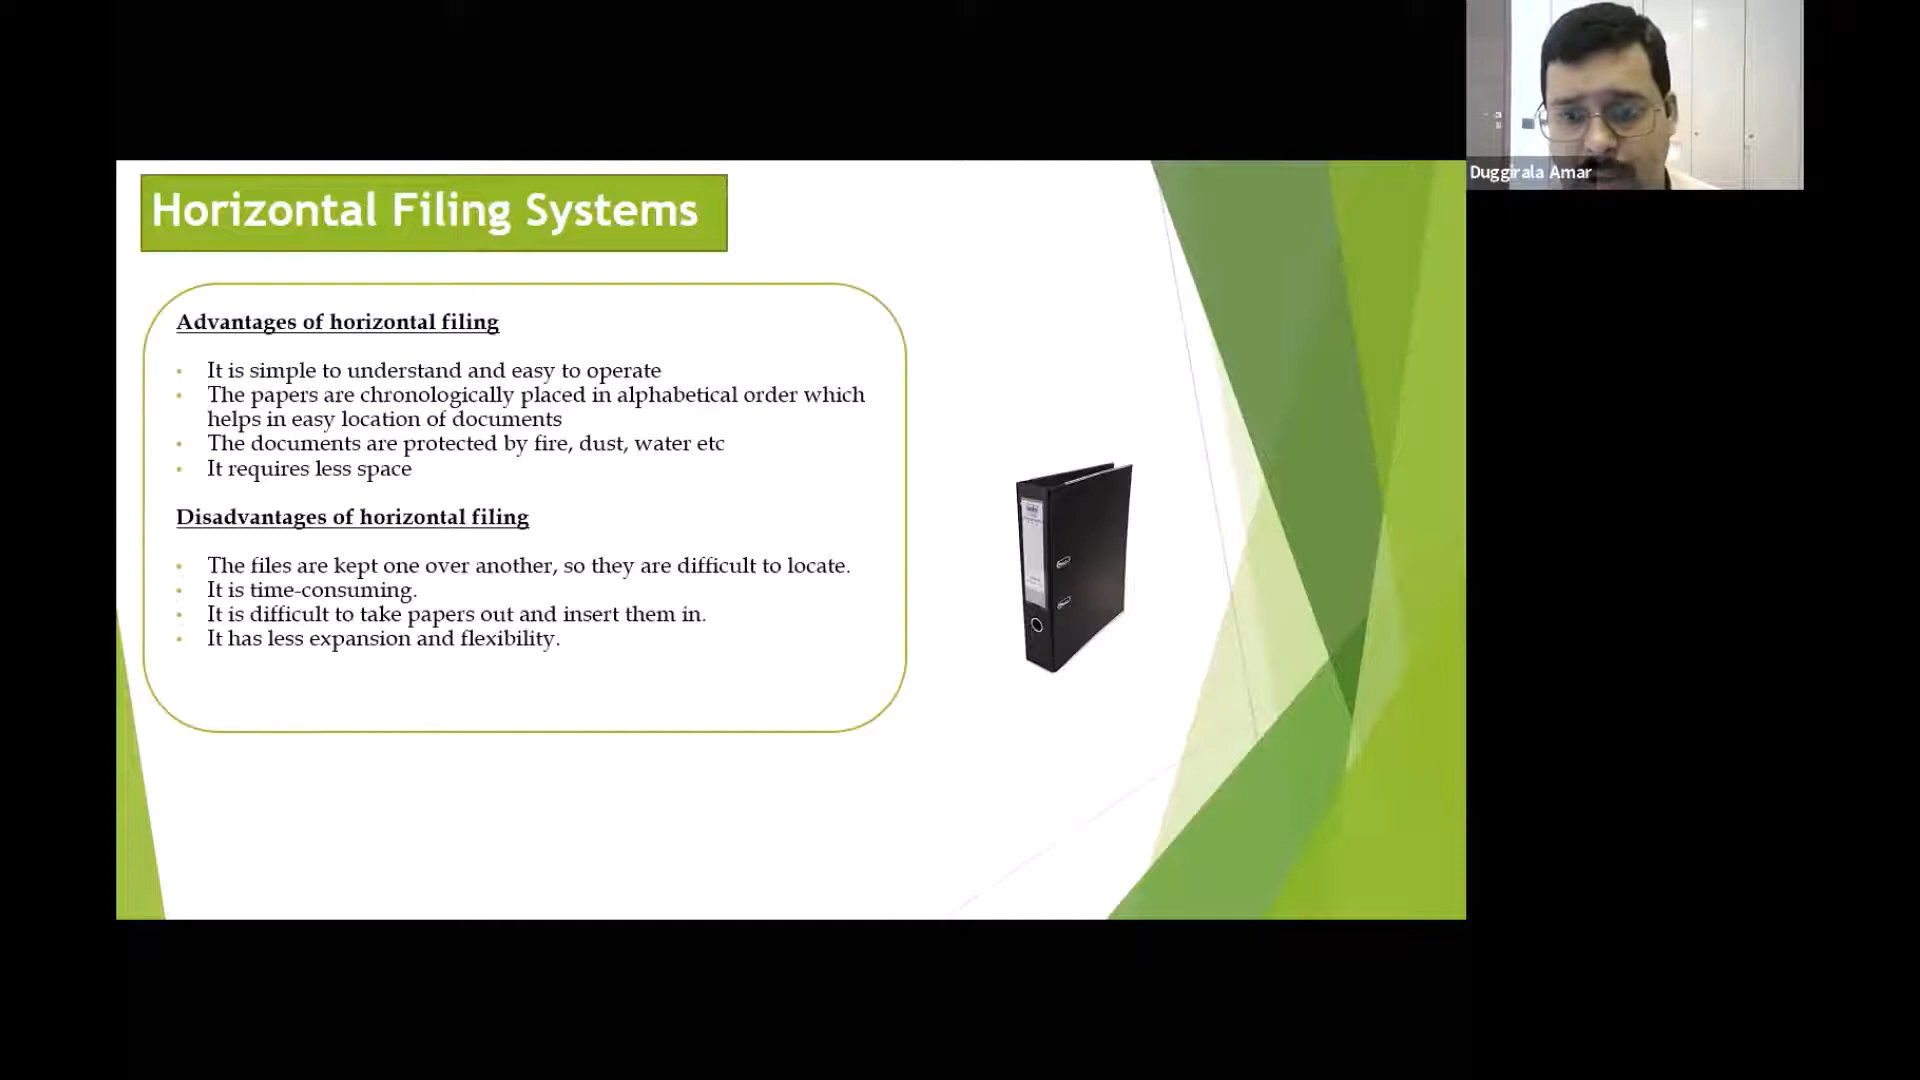 Duggirala Amar
Horizontal Filing Systems
Advantages of horizontal filing
• It is simple to understand and easy to operate
• The papers are chronologically placed in alphabetical order which
helps in easy location of documents
• The documents are protected by fire, dust, water etc
• It requires less space
Disadvantages of horizontal filing
• The files are kept one over another, so they are difficult to locate.
• It is time-consuming.
• It is difficult to take papers out and insert them in.
• It has less expansion and flexibility.